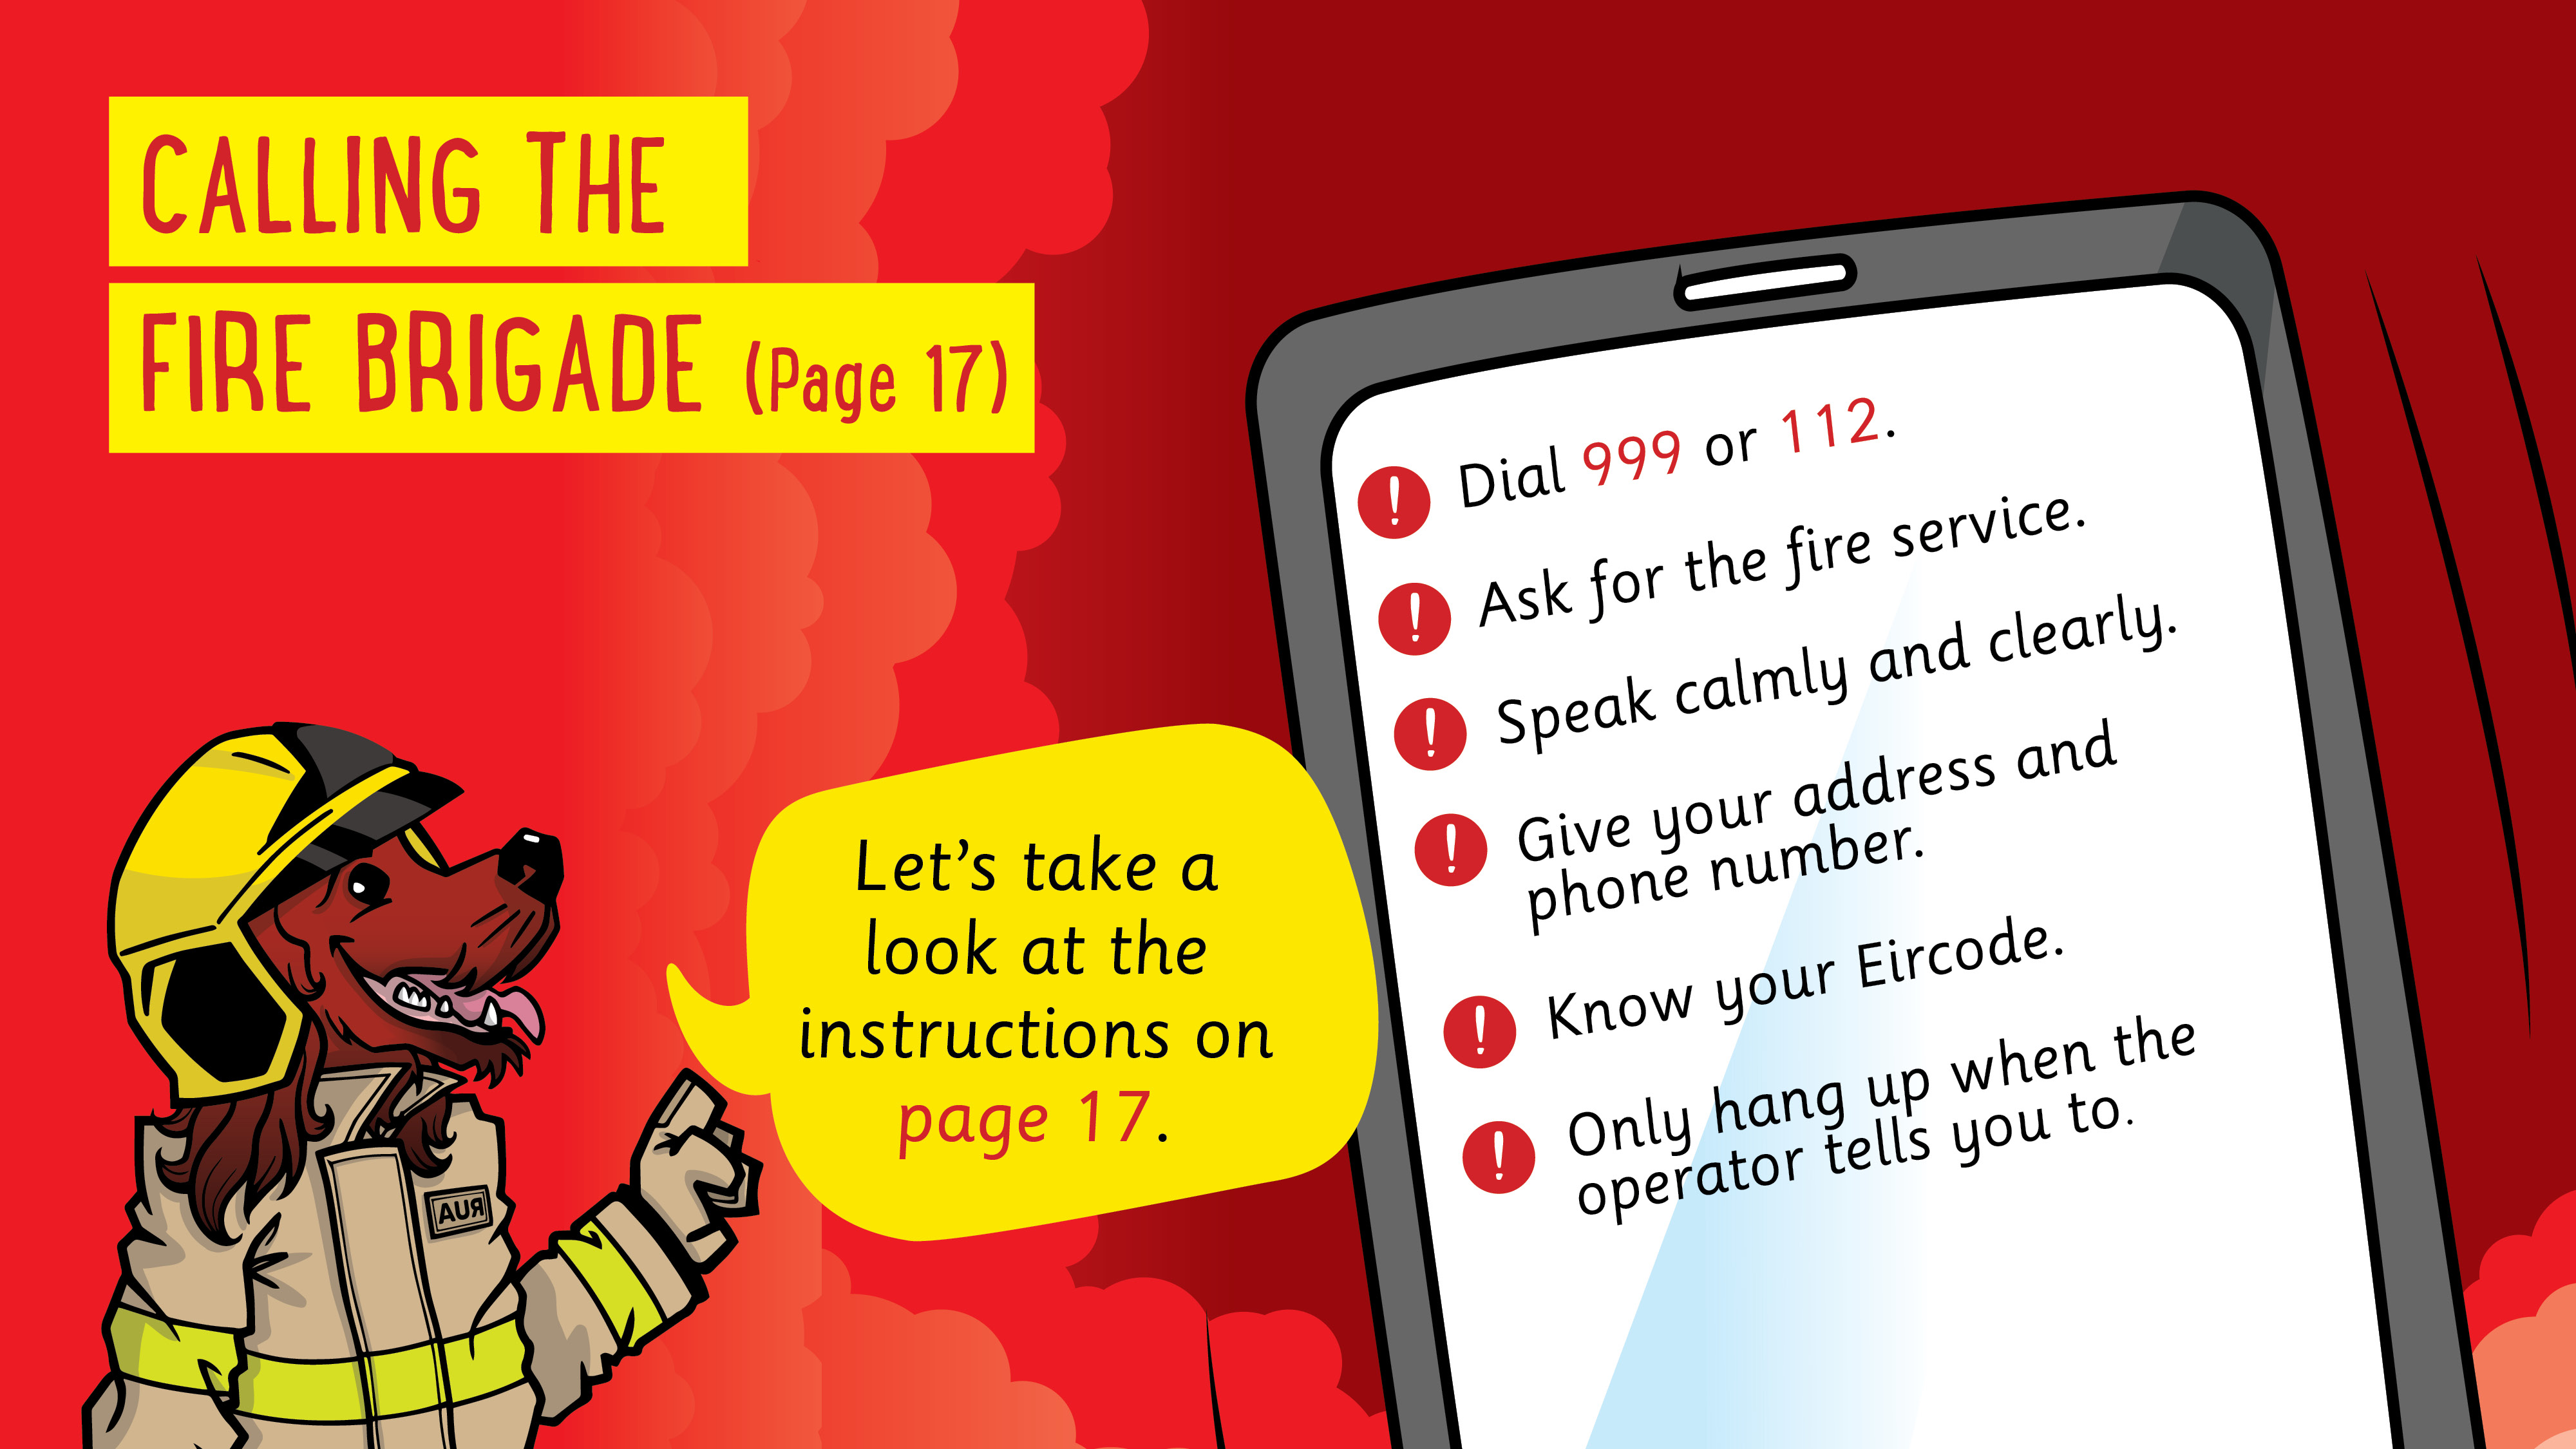 CALLING THE
FIRE BRIGADE (Page 17)
Dial 999 or 112.
Ask for the fire service.
Speak calmly and clearly.
Give your address and
phone number.
Know your Eircode.
Only hang up when the
operator tells you to.
Let's take a
look at the
instructions on
page 17.
RUA